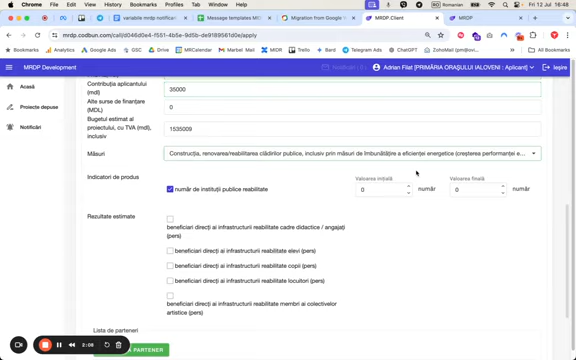 Chrome File Edit View History Bookmarks Profiles Tab Window Help Romanian Fri 12 Jul 16:48
variable mrdp notificari Message templates MRD Migration from Google MRDP.Client MRDP
mrdp.codbun.com/call/d046d0e4-f551-4b5e-9d5b-de9189561d0e/apply
Bookmarks Analytics Google Ads GSC Drive MRCalendar Marbel Mail MIDR Trello Bard Telegram Ads ChatGPT ZohoMail All Bookmarks
MRDP Development Notificări Adrian Filat [PRIMĂRIA ORAŞULUI IALOVENI : Aplicant] Ieşire
Acasă
Proiecte depuse
Notificări
Contribuția aplicantului
(mdl)
35000
Alte surse de finanțare
(MDL)
0
Bugetul estimat al
proiectului, cu TVA (mdl),
inclusiv
1535009
Măsuri
Construcția, renovarea/reabilitarea clădirilor publice, inclusiv prin măsuri de îmbunătățire a eficienței energetice (creșterea performanței e...
Indicatori de produs
număr de instituții publice reabilitate
Valoarea inițială
0
număr
Valoarea finală
0
număr
Rezultate estimate
beneficiari direcți ai infrastructurii reabilitate cadre didactice / angajați
(pers)
beneficiari direcți ai infrastructurii reabilitate elevi (pers)
beneficiari direcți ai infrastructurii reabilitate copii (pers)
beneficiari direcți ai infrastructurii reabilitate locuitori (pers)
beneficiari direcți ai infrastructurii reabilitate membri ai colectivelor
artistice (pers)
Lista de parteneri
PARTENER
2:08